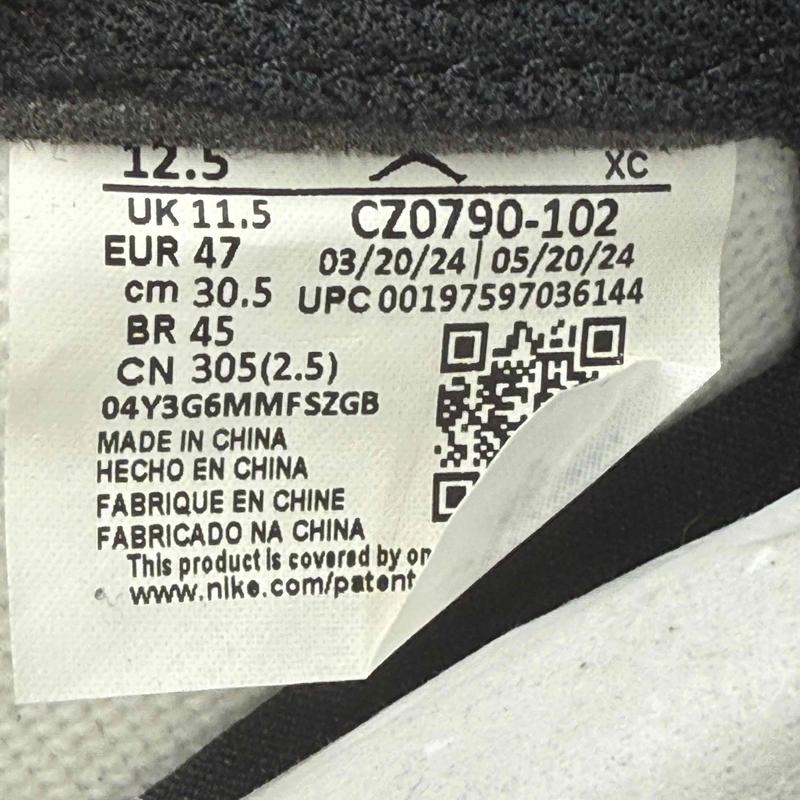 12.5 XC
UK 11.5 CZ0790-102
EUR 47 03/20/24 | 05/20/24
cm 30.5 UPC 00197597036144
BR 45
CN 305(2.5)
04Y3G6MMFSZGB
MADE IN CHINA
HECHO EN CHINA
FABRIQUE EN CHINE
FABRICADO NA CHINA
This product is covered by
www.nike.com/patent